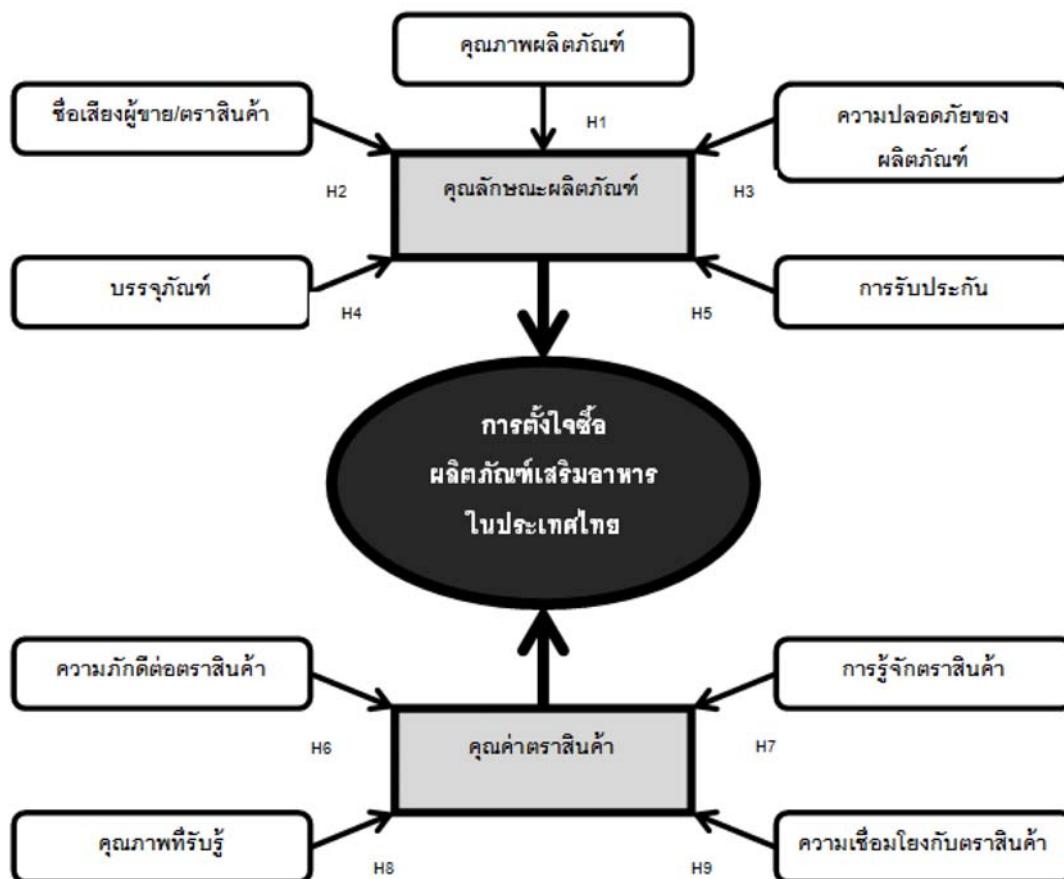 คุณภาพผลิตภัณฑ์
ชื่อเสียงผู้ขาย/ตราสินค้า
H1
ความปลอดภัยของ
ผลิตภัณฑ์
H2
คุณลักษณะผลิตภัณฑ์
H3
บรรจุภัณฑ์
H4
H5
การรับประกัน
การตั้งใจซื้อ
ผลิตภัณฑ์เสริมอาหาร
ในประเทศไทย
ความภักดีต่อตราสินค้า
การรู้จักตราสินค้า
H6
คุณค่าตราสินค้า
H7
คุณภาพที่รับรู้
H8
H9
ความเชื่อมโยงกับตราสินค้า